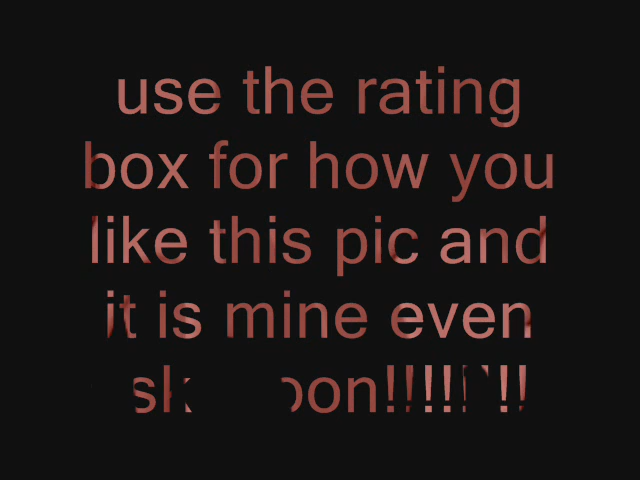 use the rating
box for how you
like this pic and
it is mine even